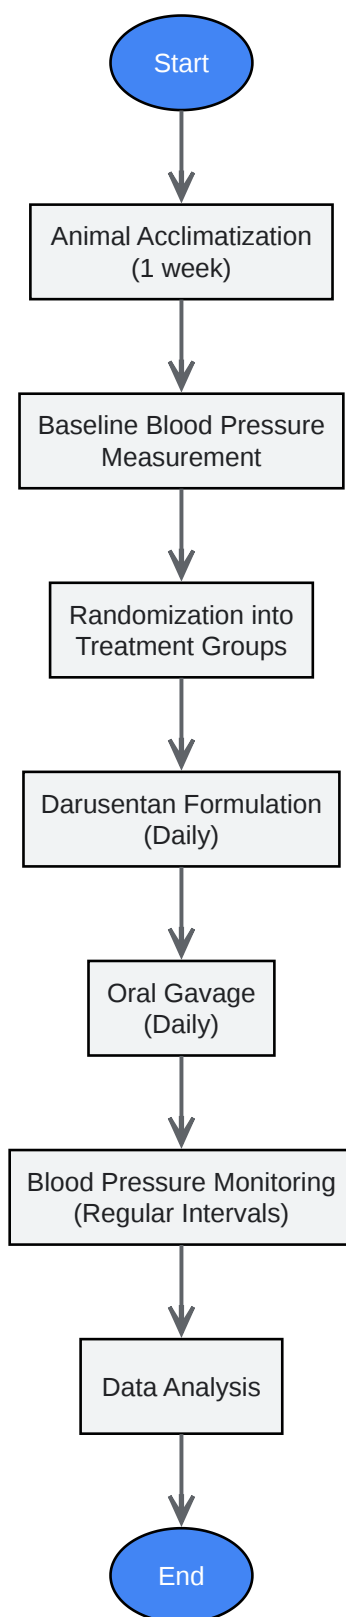 Start
Animal Acclimatization
(1 week)
Baseline Blood Pressure
Measurement
Randomization into
Treatment Groups
Darusentan Formulation
(Daily)
Oral Gavage
(Daily)
Blood Pressure Monitoring
(Regular Intervals)
Data Analysis
End